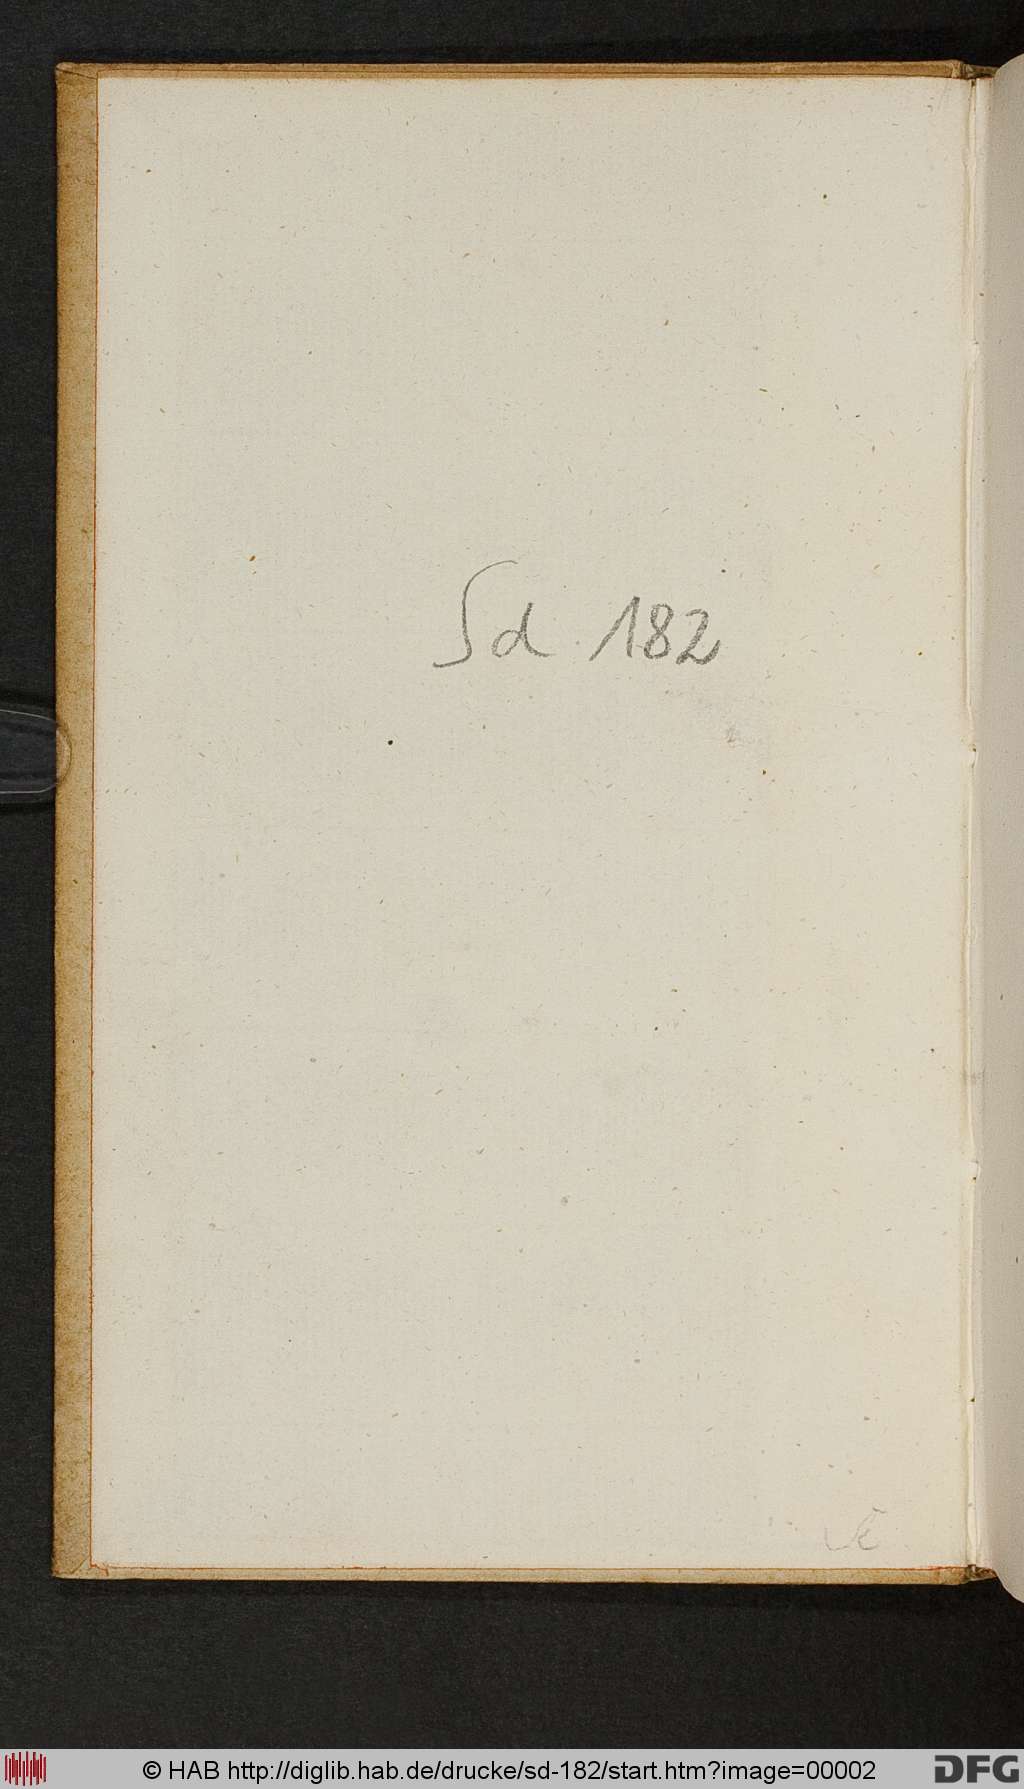 Sd 182
© HAB http://diglib.hab.de/drucke/sd-182/start.htm?image=00002
DFG